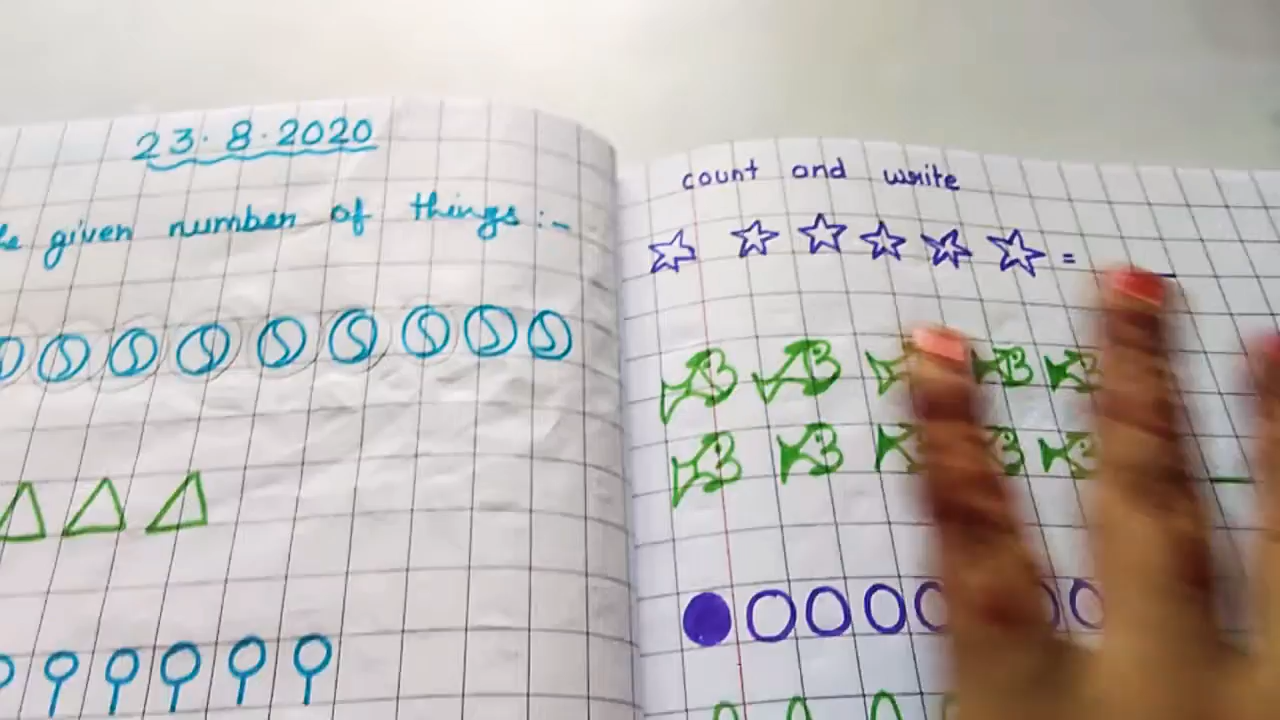 23.8.2020
given number of things:-
count and write
=